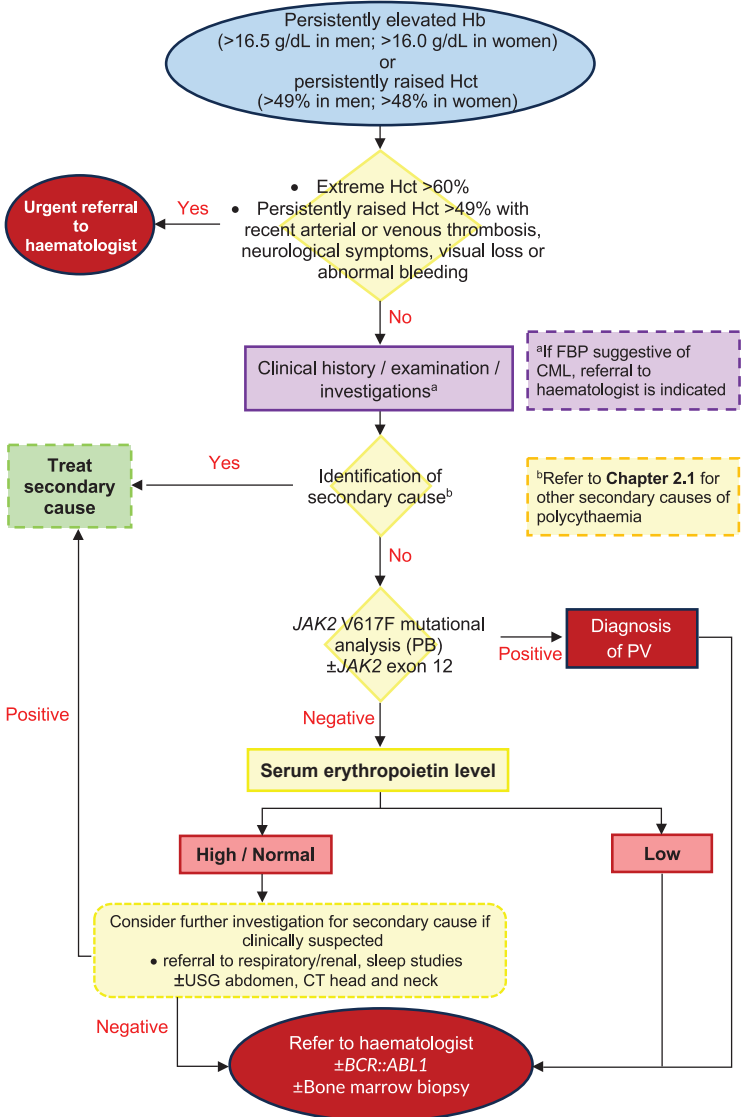 Persistently elevated Hb
(>16.5 g/dL in men; >16.0 g/dL in women)
or
persistently raised Hct
(>49% in men; >48% in women)
• Extreme Hct >60%
• Persistently raised Hct >49% with
recent arterial or venous thrombosis,
neurological symptoms, visual loss or
abnormal bleeding
Yes
Urgent referral
to
haematologist
No
Clinical history / examination /
investigationsᵃ
ᵃIf FBP suggestive of
CML, referral to
haematologist is indicated
Identification of
secondary causeᵇ
Yes
Treat
secondary
cause
ᵇRefer to Chapter 2.1 for
other secondary causes of
polycythaemia
No
JAK2 V617F mutational
analysis (PB)
±JAK2 exon 12
Positive
Diagnosis
of PV
Negative
Positive
Serum erythropoietin level
High / Normal
Low
Consider further investigation for secondary cause if
clinically suspected
• referral to respiratory/renal, sleep studies
±USG abdomen, CT head and neck
Negative
Refer to haematologist
±BCR::ABL1
±Bone marrow biopsy